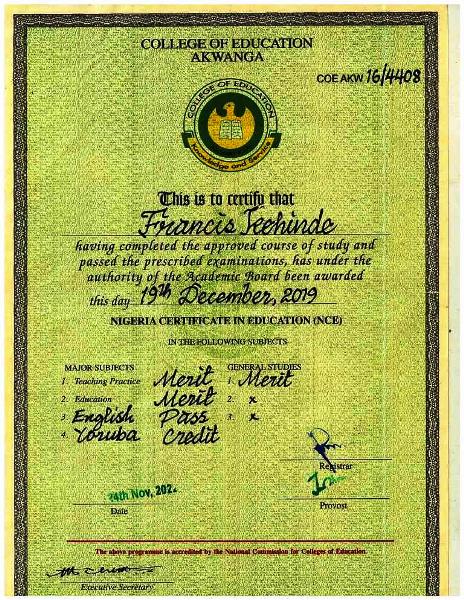 COLLEGE OF EDUCATION
AKWANGA
COE AKW 16/4408
COLLEGE OF EDUCATION
Knowledge and Service
This is to certify that
Francis Kehinde
having completed the approved course of study and
passed the prescribed examinations, has under the
authority of the Academic Board been awarded
this day 19th December, 2019
NIGERIA CERTIFICATE IN EDUCATION (NCE)
IN THE FOLLOWING SUBJECTS
MAJOR SUBJECTS GENERAL STUDIES
1. Teaching Practice Merit 1. Merit
2. Education Merit 2. x
3. English Pass 3. x
4. Yoruba Credit
Registrar
24th Nov, 202
Date Provost
The above programme is accredited by the National Commission for Colleges of Education.
Executive Secretary